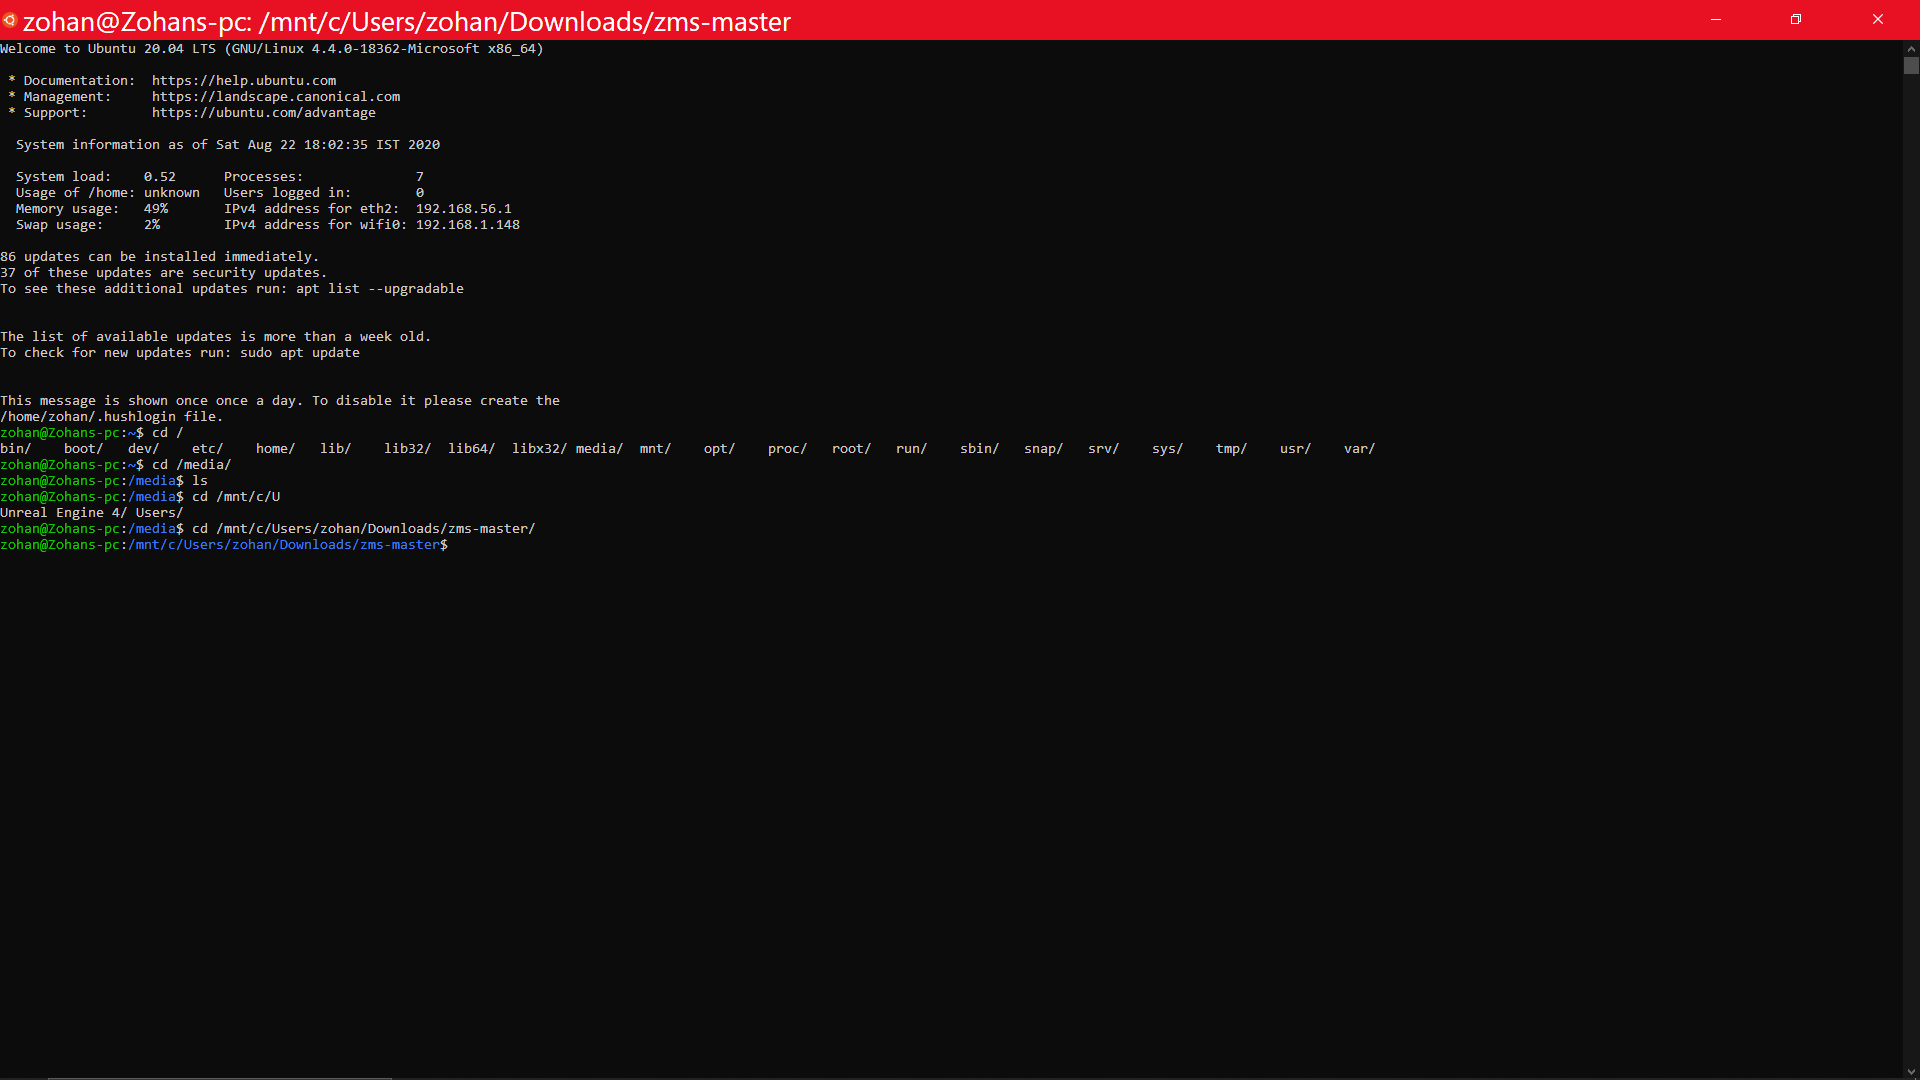 zohan@Zohans-pc: /mnt/c/Users/zohan/Downloads/zms-master
Welcome to Ubuntu 20.04 LTS (GNU/Linux 4.4.0-18362-Microsoft x86_64)
* Documentation:  https://help.ubuntu.com
* Management:     https://landscape.canonical.com
* Support:        https://ubuntu.com/advantage
System information as of Sat Aug 22 18:02:35 IST 2020
System load:    0.52      Processes:              7
Usage of /home: unknown   Users logged in:        0
Memory usage:   49%       IPv4 address for eth2:  192.168.56.1
Swap usage:     2%        IPv4 address for wifi0: 192.168.1.148
86 updates can be installed immediately.
37 of these updates are security updates.
To see these additional updates run: apt list --upgradable
The list of available updates is more than a week old.
To check for new updates run: sudo apt update
This message is shown once once a day. To disable it please create the
/home/zohan/.hushlogin file.
zohan@Zohans-pc:~$ cd /
bin/    boot/   dev/    etc/    home/   lib/    lib32/  lib64/  libx32/ media/  mnt/    opt/    proc/   root/   run/    sbin/   snap/   srv/    sys/    tmp/    usr/    var/
zohan@Zohans-pc:~$ cd /media/
zohan@Zohans-pc:/media$ ls
zohan@Zohans-pc:/media$ cd /mnt/c/U
Unreal Engine 4/ Users/
zohan@Zohans-pc:/media$ cd /mnt/c/Users/zohan/Downloads/zms-master/
zohan@Zohans-pc:/mnt/c/Users/zohan/Downloads/zms-master$